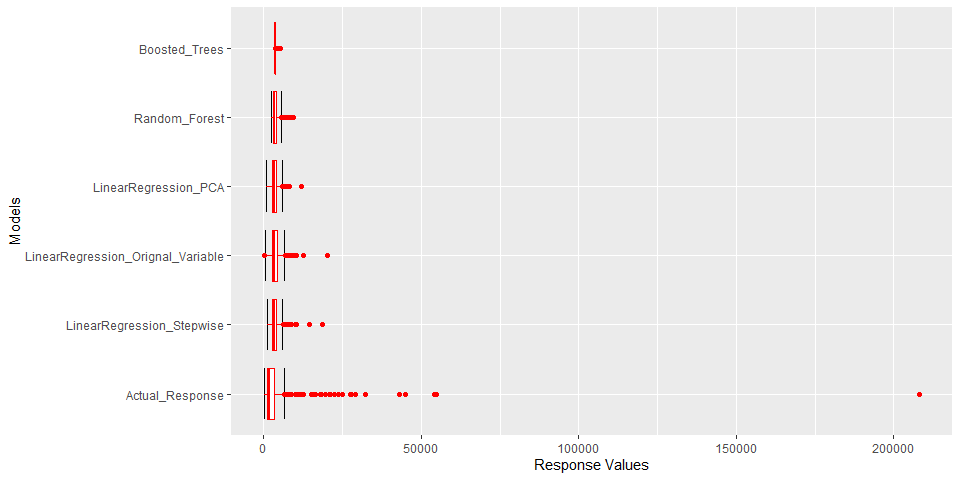 Boosted_Trees
Random_Forest
LinearRegression_PCA
LinearRegression_Orignal_Variable
LinearRegression_Stepwise
Actual_Response
Models
0 50000 100000 150000 200000
Response Values